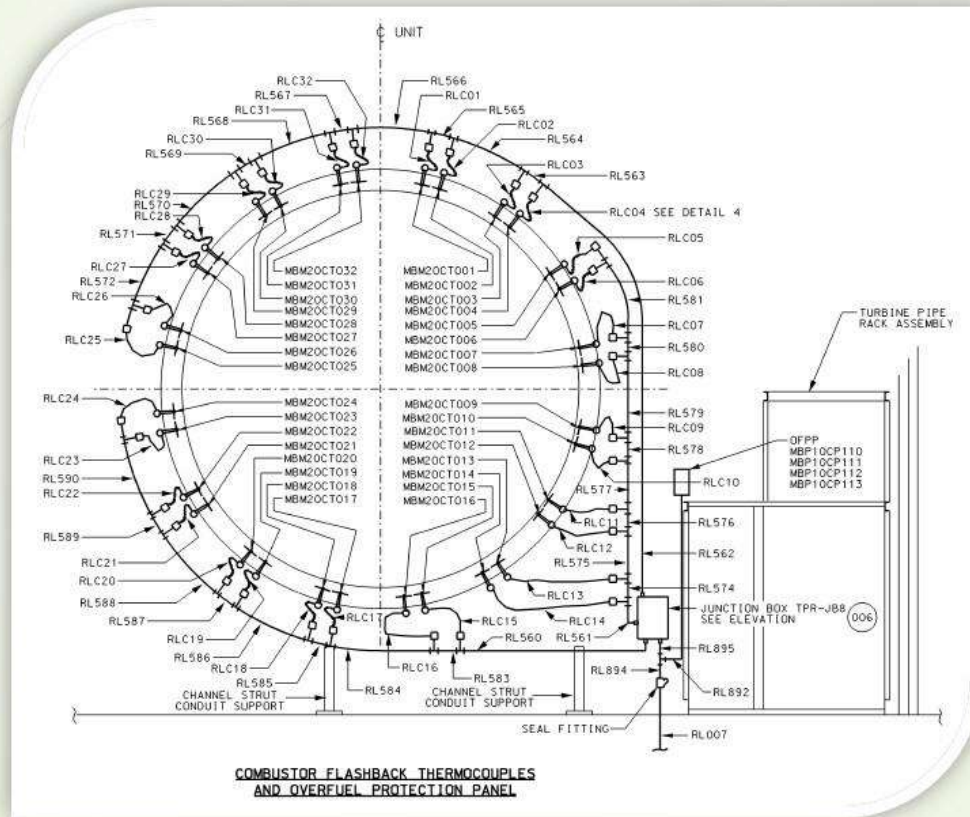 ℄ UNIT
RLC32
RL567
RLC31
RL568
RLC30
RL569
RLC29
RL570
RLC28
RL571
RLC27
RL572
RLC26
RLC25
RL566
RLC01
RL565
RLC02
RL564
RLC03
RL563
RLC04 SEE DETAIL 4
RLC05
RLC06
RL581
RLC07
RL580
RLC08
MBM20CT032
MBM20CT031
MBM20CT030
MBM20CT029
MBM20CT028
MBM20CT027
MBM20CT026
MBM20CT025
MBM20CT001
MBM20CT002
MBM20CT003
MBM20CT004
MBM20CT005
MBM20CT006
MBM20CT007
MBM20CT008
TURBINE PIPE
RACK ASSEMBLY
RLC24
RLC23
RL590
RLC22
RL589
RLC21
RLC20
RL588
RL587
RLC19
RL586
RLC18
RL585
RLC17
RL584
MBM20CT024
MBM20CT023
MBM20CT022
MBM20CT021
MBM20CT020
MBM20CT019
MBM20CT018
MBM20CT017
MBM20CT009
MBM20CT010
MBM20CT011
MBM20CT012
MBM20CT013
MBM20CT014
MBM20CT015
MBM20CT016
RL579
RLC09
RL578
RL577
RLC10
RLC11
RL576
RLC12
RL562
RL575
RL574
RLC13
RLC14
RL561
RLC15
RL560
RLC16
RL583
OFPP
MBP10CP110
MBP10CP111
MBP10CP112
MBP10CP113
JUNCTION BOX TPR-JB8
SEE ELEVATION
006
RL895
RL894
RL892
CHANNEL STRUT
CONDUIT SUPPORT
CHANNEL STRUT
CONDUIT SUPPORT
SEAL FITTING
RL007
COMBUSTOR FLASHBACK THERMOCOUPLES
AND OVERFUEL PROTECTION PANEL